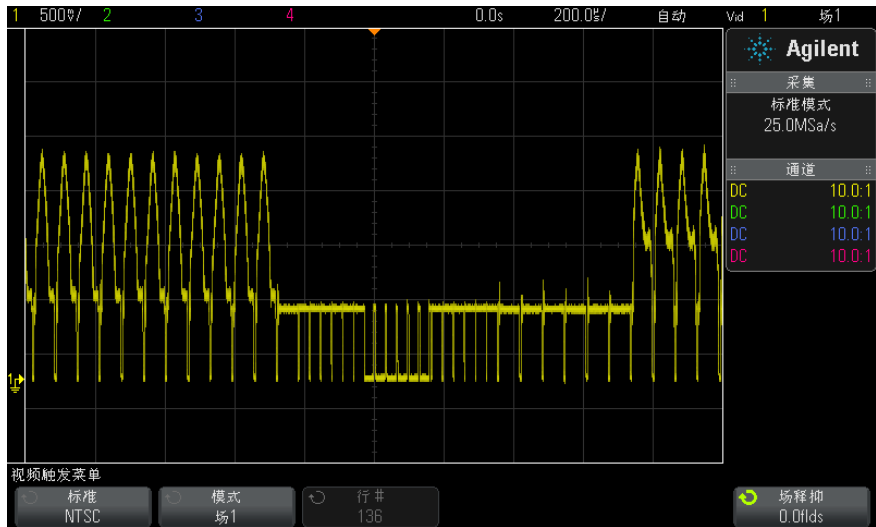 1 500㎷/ 2 3 4 0.0s 200.0㎲/ 自动 Vid 1 场1
Agilent
采集
标准模式
25.0MSa/s
通道
DC 10.0:1
DC 10.0:1
DC 10.0:1
DC 10.0:1
1
视频触发菜单
标准 模式 行# 场释抑
NTSC 场1 136 0.0flds